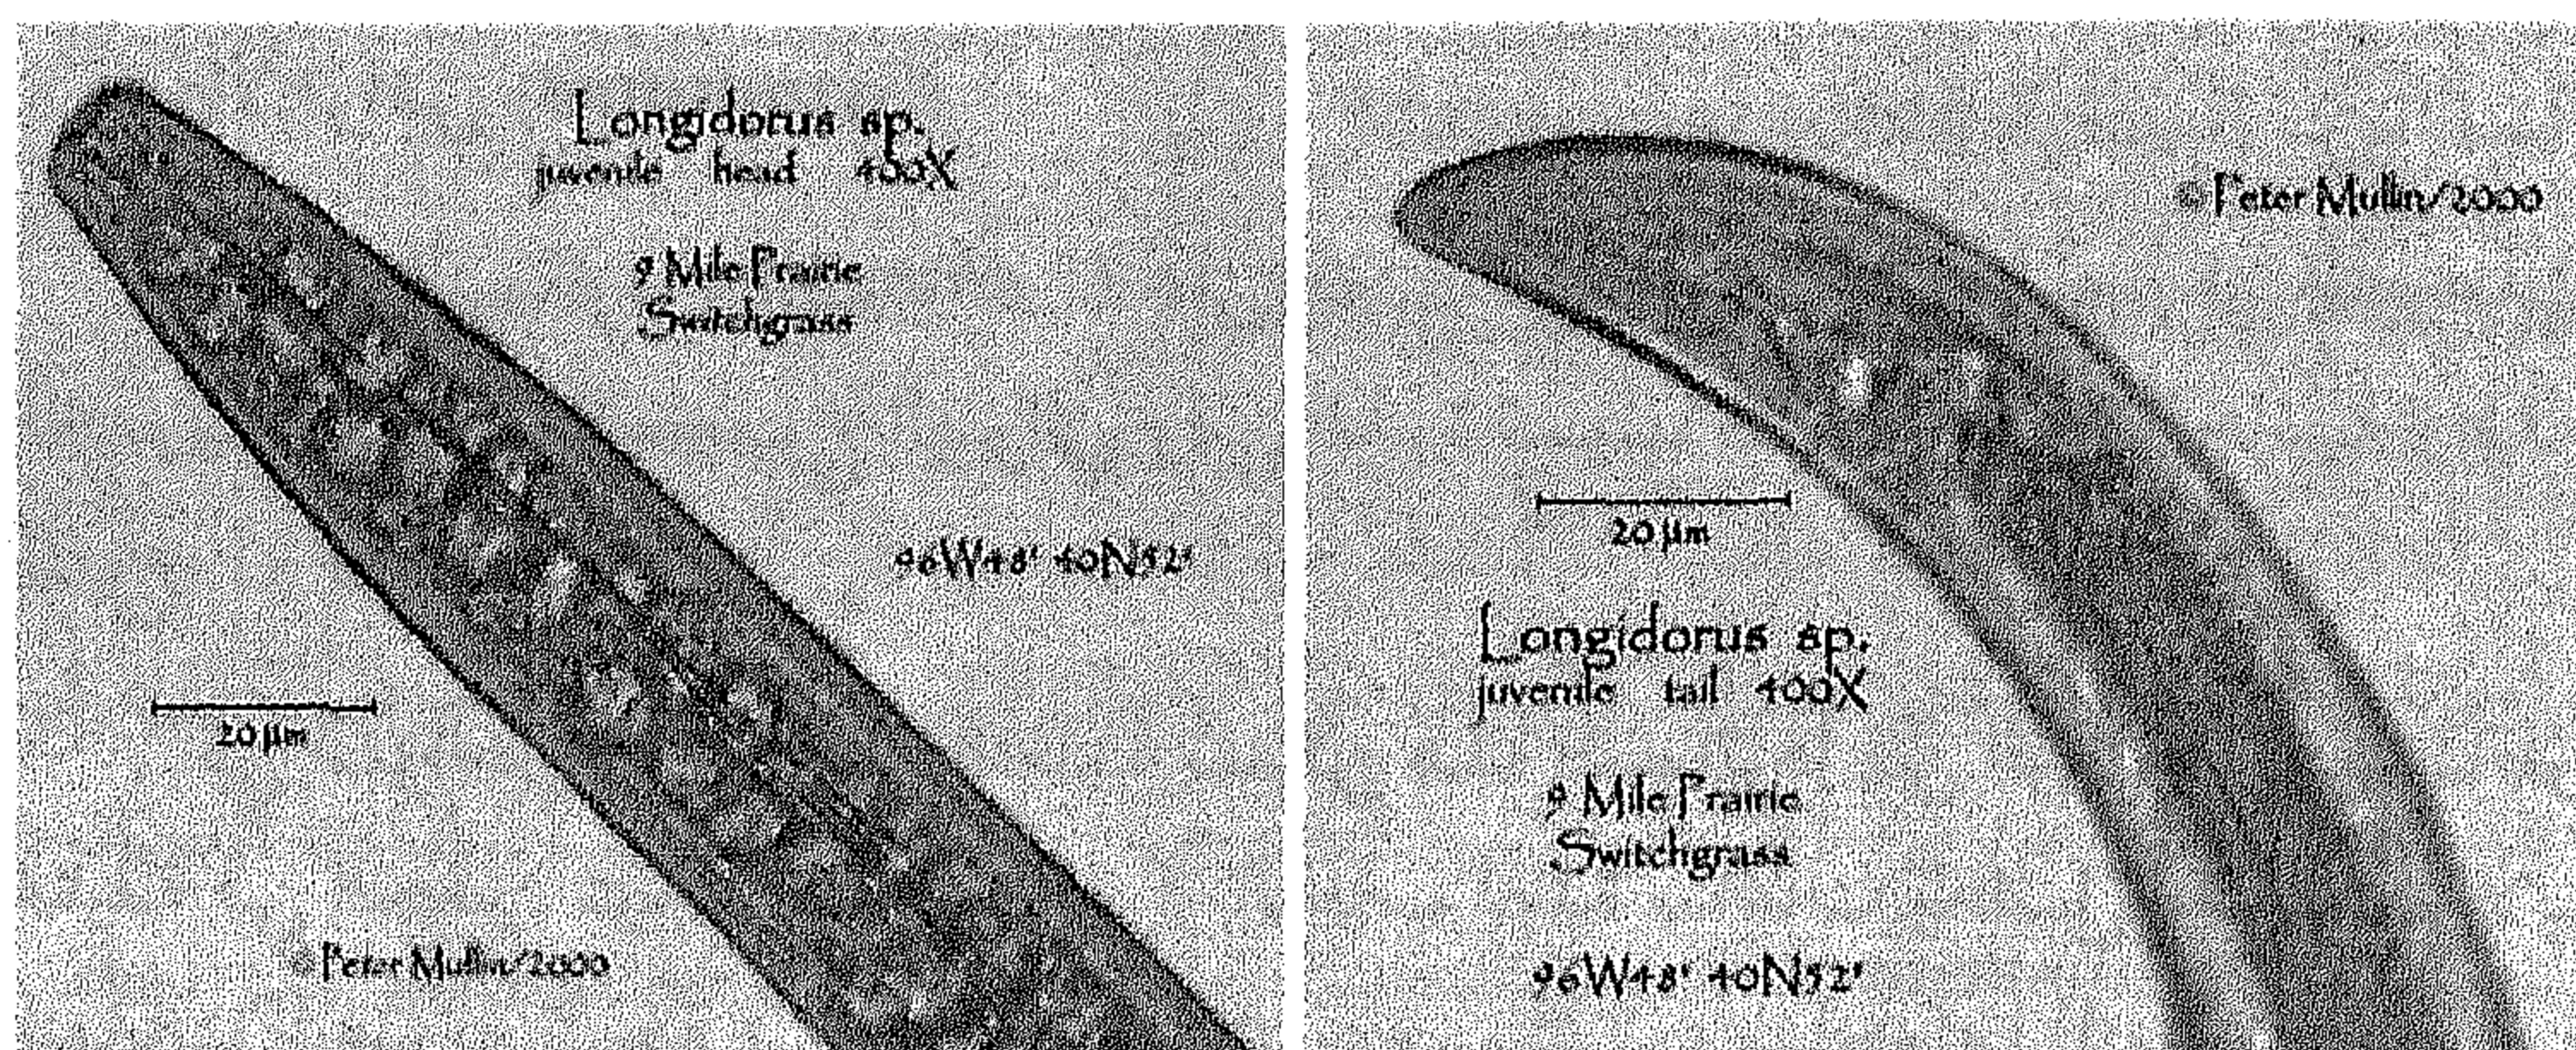 Longidorus sp.
juvenile head 400X
9 Mile Prairie
Switchgrass
96W48' 40N52'
20 µm
© Peter Mullin/2000
© Peter Mullin/2000
20 µm
Longidorus sp.
juvenile tail 400X
9 Mile Prairie
Switchgrass
96W48' 40N52'